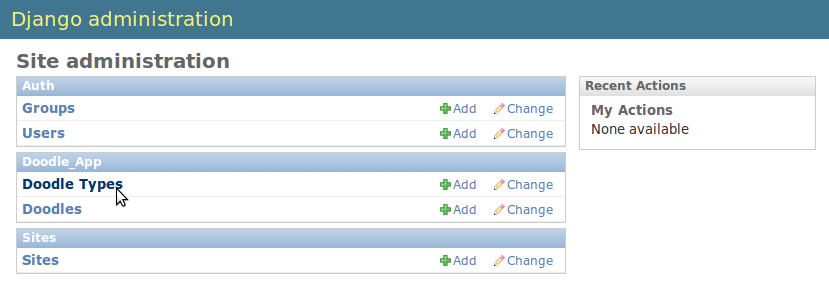 Django administration
Site administration
Auth
Groups Add Change
Users Add Change
Doodle_App
Doodle Types Add Change
Doodles Add Change
Sites
Sites Add Change
Recent Actions
My Actions
None available